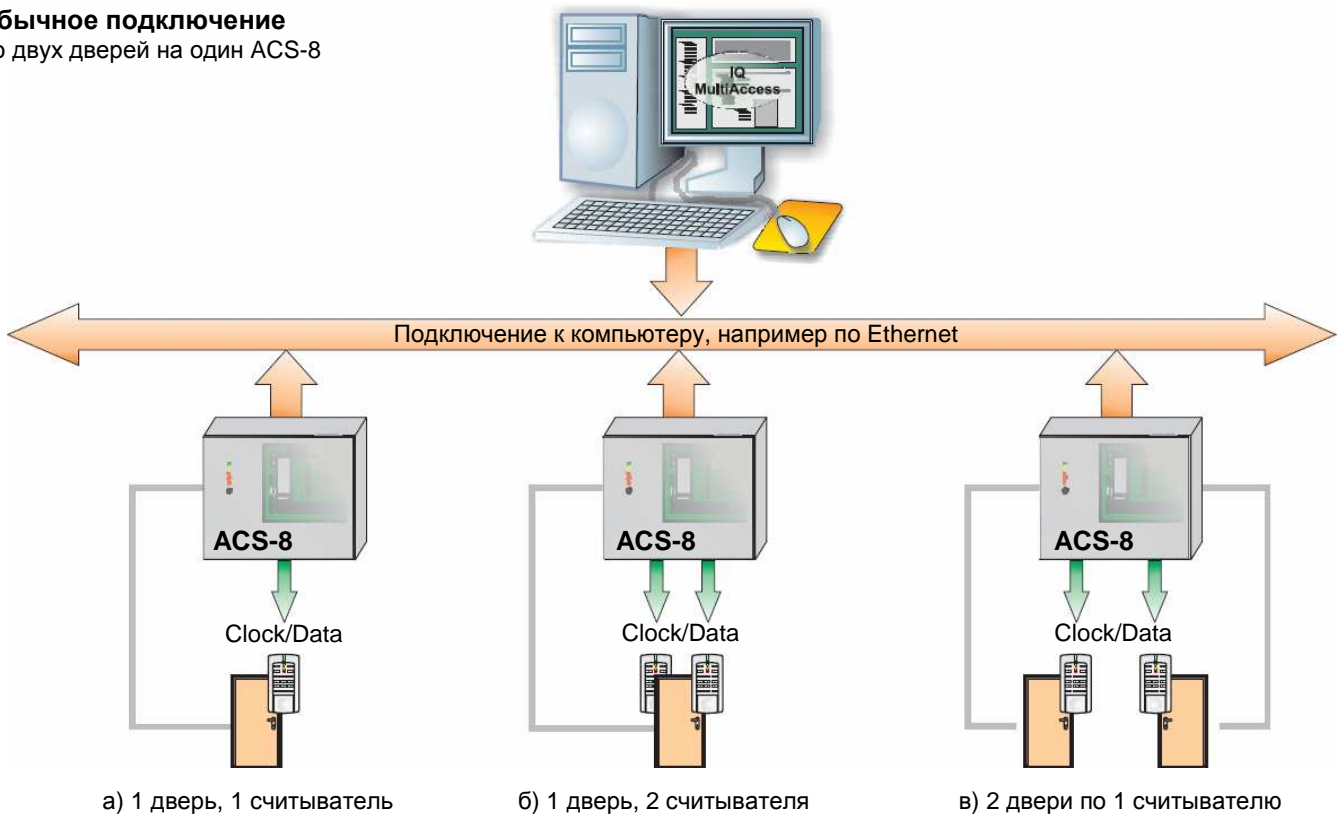 бычное подключение
о двух дверей на один ACS-8
IQ
MultiAccess
Подключение к компьютеру, например по Ethernet
ACS-8
ACS-8
ACS-8
Clock/Data
Clock/Data
Clock/Data
а) 1 дверь, 1 считыватель
б) 1 дверь, 2 считывателя
в) 2 двери по 1 считывателю